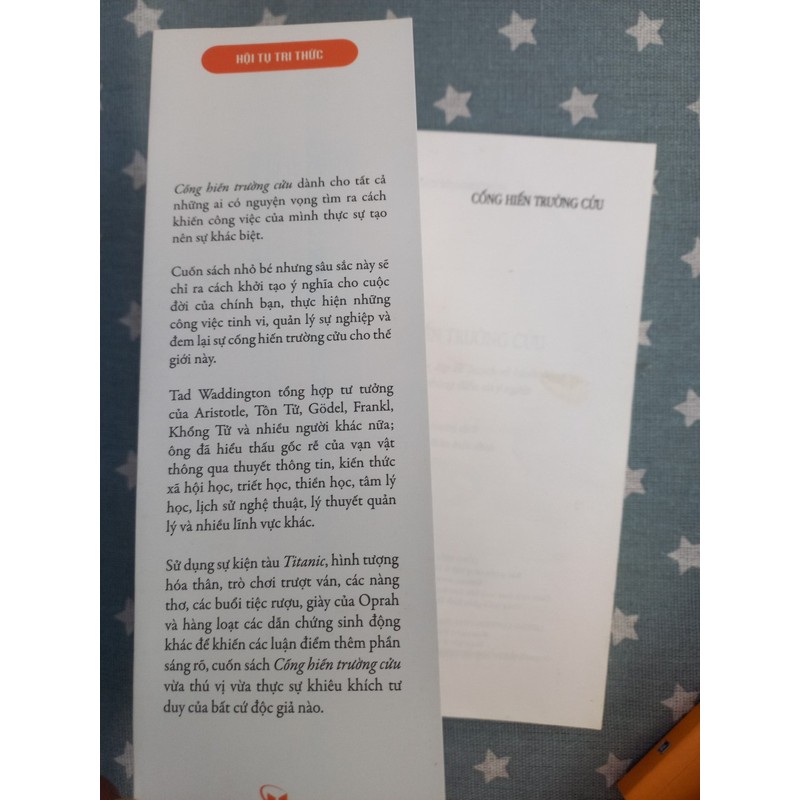 HỘI TỤ TRI THỨC
Cống hiến trường cửu dành cho tất cả
những ai có nguyện vọng tìm ra cách
khiến công việc của mình thực sự tạo
nên sự khác biệt.
Cuốn sách nhỏ bé nhưng sâu sắc này sẽ
chỉ ra cách khởi tạo ý nghĩa cho cuộc
đời của chính bạn, thực hiện những
công việc tinh vi, quản lý sự nghiệp và
đem lại sự cống hiến trường cửu cho thế
giới này.
Tad Waddington tổng hợp tư tưởng
của Aristotle, Tôn Tử, Gödel, Frankl,
Khổng Tử và nhiều người khác nữa;
ông đã hiểu thấu gốc rễ của vạn vật
thông qua thuyết thông tin, kiến thức
xã hội học, triết học, thiền học, tâm lý
học, lịch sử nghệ thuật, lý thuyết quản
lý và nhiều lĩnh vực khác.
Sử dụng sự kiện tàu Titanic, hình tượng
hóa thân, trò chơi trượt ván, các nàng
thơ, các buổi tiệc rượu, giày của Oprah
và hàng loạt các dẫn chứng sinh động
khác để khiến các luận điểm thêm phần
sáng rõ, cuốn sách Cống hiến trường cửu
vừa thú vị vừa thực sự khiêu khích tư
duy của bất cứ độc giả nào.
CỐNG HIẾN TRƯỜNG CỬU